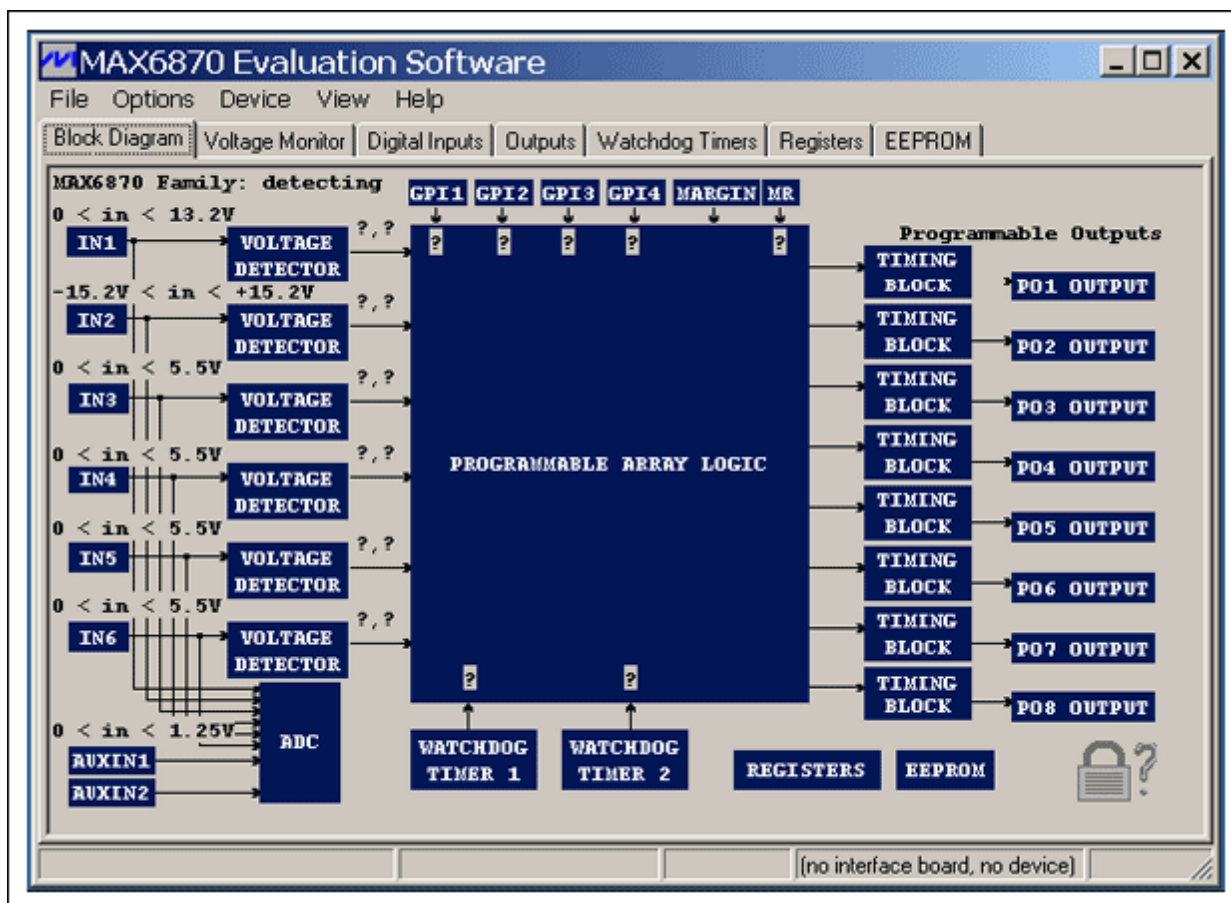 MAX6870 Evaluation Software
File Options Device View Help
Block Diagram Voltage Monitor Digital Inputs Outputs Watchdog Timers Registers EEPROM
MAX6870 Family: detecting
GPI1 GPI2 GPI3 GPI4 MARGIN MR
? ? ? ? ?
0 < in < 13.2V
IN1
VOLTAGE
DETECTOR
?,?
-15.2V < in < +15.2V
IN2
VOLTAGE
DETECTOR
?,?
0 < in < 5.5V
IN3
VOLTAGE
DETECTOR
?,?
0 < in < 5.5V
IN4
VOLTAGE
DETECTOR
?,?
0 < in < 5.5V
IN5
VOLTAGE
DETECTOR
?,?
0 < in < 5.5V
IN6
VOLTAGE
DETECTOR
?,?
0 < in < 1.25V
AUXIN1
AUXIN2
ADC
PROGRAMMABLE ARRAY LOGIC
? ?
WATCHDOG
TIMER 1
WATCHDOG
TIMER 2
Programmable Outputs
TIMING
BLOCK
PO1 OUTPUT
TIMING
BLOCK
PO2 OUTPUT
TIMING
BLOCK
PO3 OUTPUT
TIMING
BLOCK
PO4 OUTPUT
TIMING
BLOCK
PO5 OUTPUT
TIMING
BLOCK
PO6 OUTPUT
TIMING
BLOCK
PO7 OUTPUT
TIMING
BLOCK
PO8 OUTPUT
REGISTERS
EEPROM
?
(no interface board, no device)